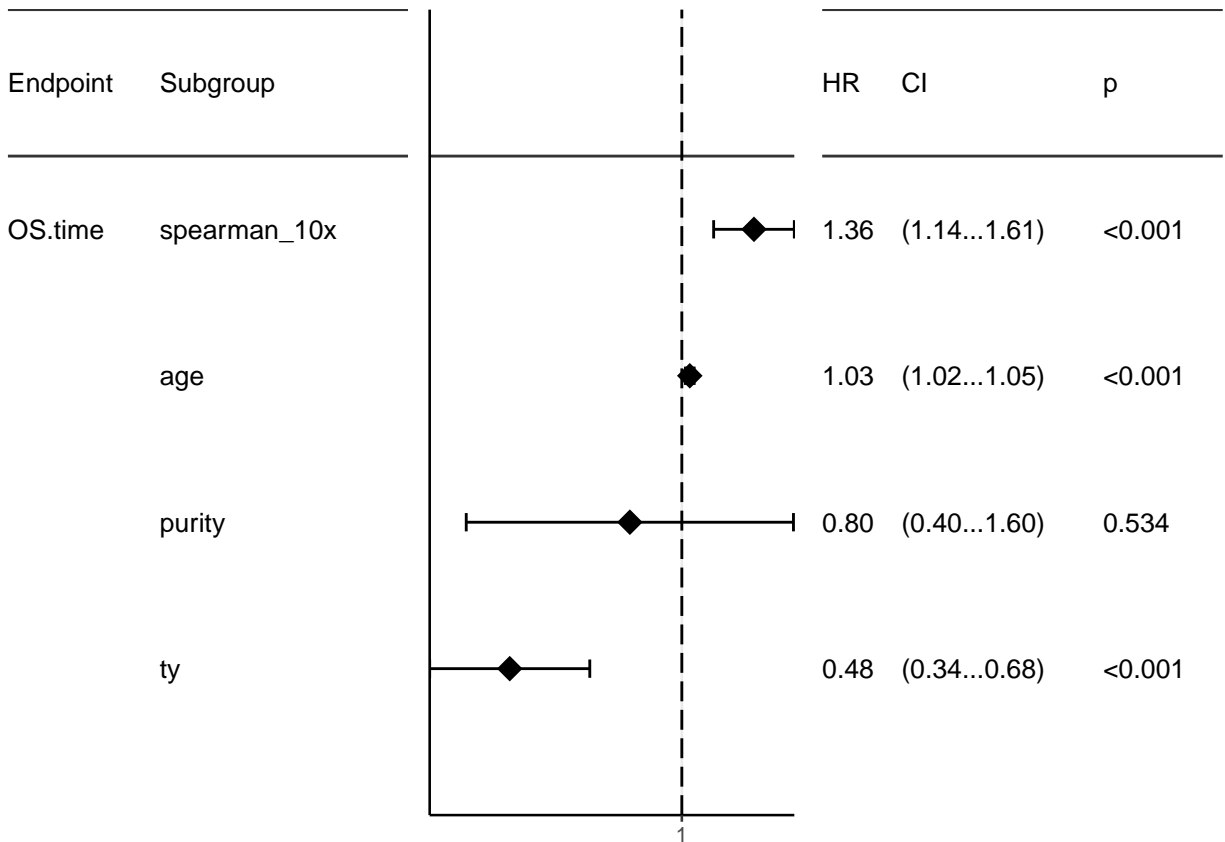 Endpoint Subgroup HR CI p
OS.time spearman_10x 1.36 (1.14...1.61) <0.001
age 1.03 (1.02...1.05) <0.001
purity 0.80 (0.40...1.60) 0.534
ty 0.48 (0.34...0.68) <0.001
1